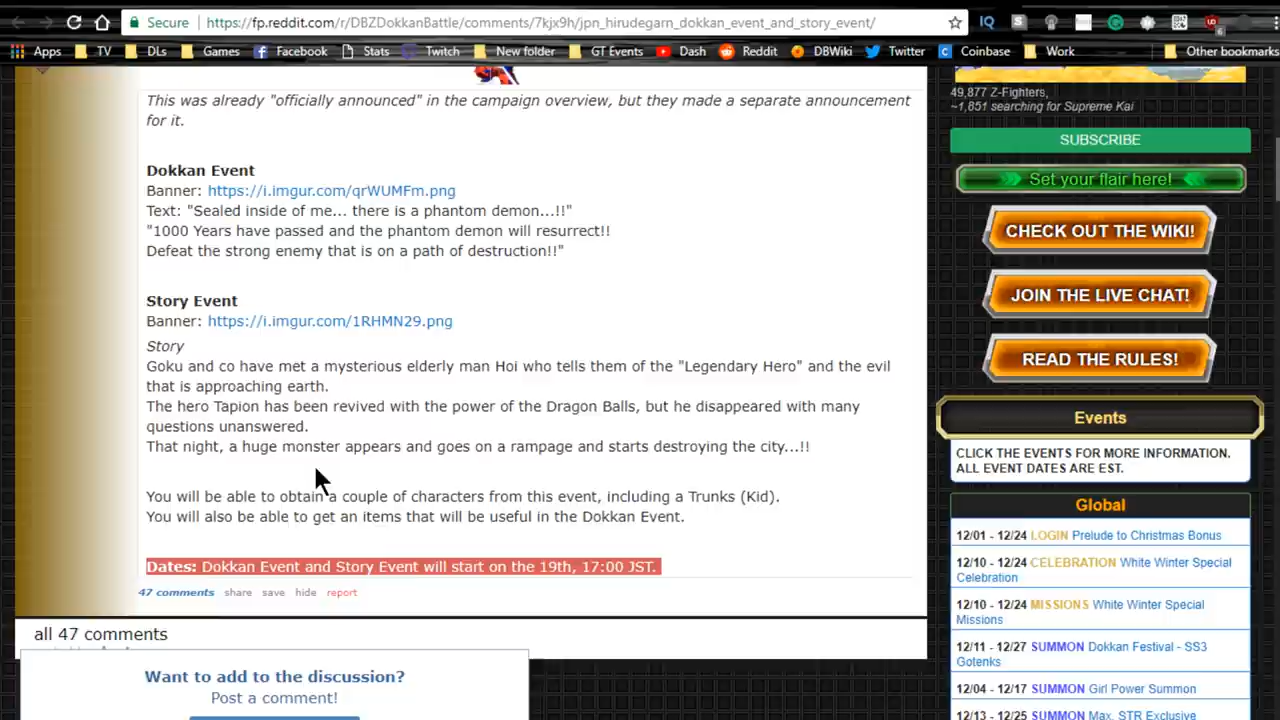 Secure https://fp.reddit.com/r/DBZDokkanBattle/comments/7kjx9h/jpn_hirudegarn_dokkan_event_and_story_event/
Apps TV DLs Games Facebook Stats Twitch New folder GT Events Dash Reddit DBWiki Twitter Coinbase Work Other bookmarks
This was already "officially announced" in the campaign overview, but they made a separate announcement
for it.
Dokkan Event
Banner: https://i.imgur.com/qrWUMFm.png
Text: "Sealed inside of me... there is a phantom demon...!!"
"1000 Years have passed and the phantom demon will resurrect!!
Defeat the strong enemy that is on a path of destruction!!"
Story Event
Banner: https://i.imgur.com/1RHMN29.png
Story
Goku and co have met a mysterious elderly man Hoi who tells them of the "Legendary Hero" and the evil
that is approaching earth.
The hero Tapion has been revived with the power of the Dragon Balls, but he disappeared with many
questions unanswered.
That night, a huge monster appears and goes on a rampage and starts destroying the city...!!
You will be able to obtain a couple of characters from this event, including a Trunks (Kid).
You will also be able to get an items that will be useful in the Dokkan Event.
Dates: Dokkan Event and Story Event will start on the 19th, 17:00 JST.
47 comments share save hide report
all 47 comments
Want to add to the discussion?
Post a comment!
49,877 Z-Fighters,
~1,851 searching for Supreme Kai
SUBSCRIBE
Set your flair here!
CHECK OUT THE WIKI!
JOIN THE LIVE CHAT!
READ THE RULES!
Events
CLICK THE EVENTS FOR MORE INFORMATION.
ALL EVENT DATES ARE EST.
Global
12/01 - 12/24 LOGIN Prelude to Christmas Bonus
12/10 - 12/24 CELEBRATION White Winter Special
Celebration
12/10 - 12/24 MISSIONS White Winter Special
Missions
12/11 - 12/27 SUMMON Dokkan Festival - SS3
Gotenks
12/04 - 12/17 SUMMON Girl Power Summon
12/13 - 12/25 SUMMON Max. STR Exclusive